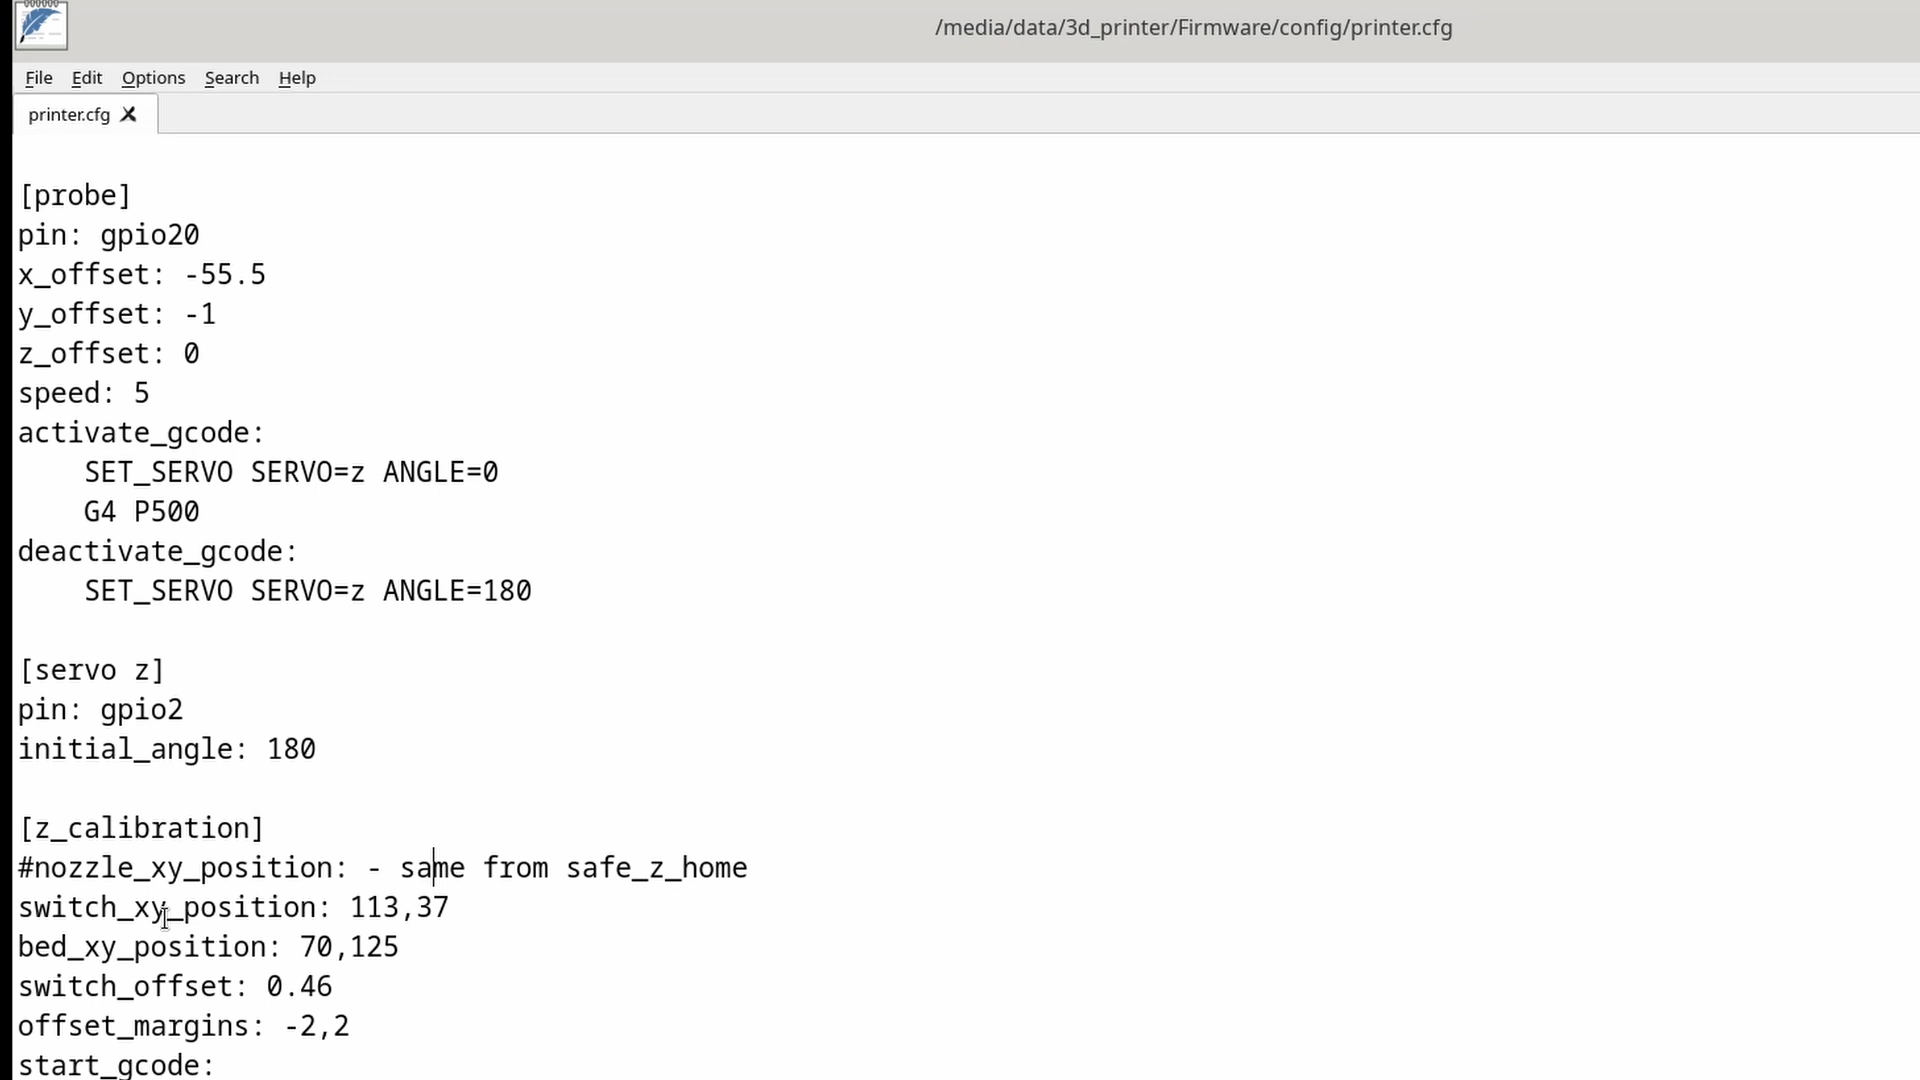 /media/data/3d_printer/Firmware/config/printer.cfg
File Edit Options Search Help
printer.cfg
[probe]
pin: gpio20
x_offset: -55.5
y_offset: -1
z_offset: 0
speed: 5
activate_gcode:
    SET_SERVO SERVO=z ANGLE=0
    G4 P500
deactivate_gcode:
    SET_SERVO SERVO=z ANGLE=180
[servo z]
pin: gpio2
initial_angle: 180
[z_calibration]
#nozzle_xy_position: - same from safe_z_home
switch_xy_position: 113,37
bed_xy_position: 70,125
switch_offset: 0.46
offset_margins: -2,2
start_gcode: